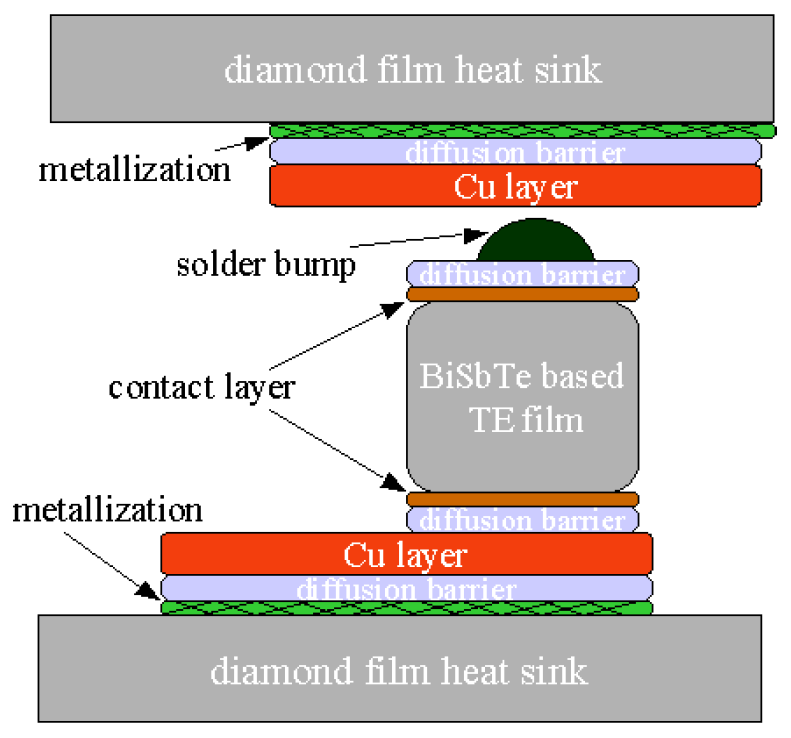 diamond film heat sink
metallization
diffusion barrier
Cu layer
solder bump
diffusion barrier
contact layer
BiSbTe based
TE film
metallization
diffusion barrier
Cu layer
diffusion barrier
diamond film heat sink